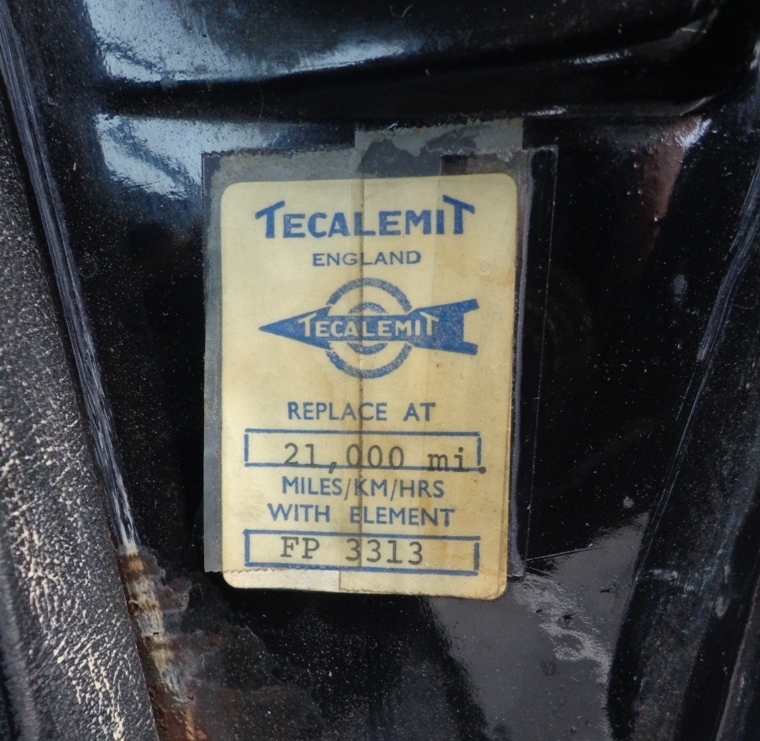 TECALEMIT
ENGLAND
TECALEMIT
REPLACE AT
21,000 mi.
MILES/KM/HRS
WITH ELEMENT
FP 3313